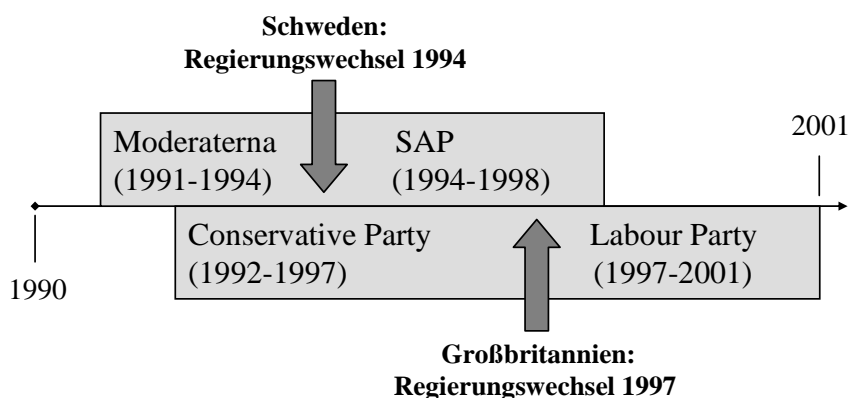 Schweden:
Regierungswechsel 1994
2001
Moderaterna SAP
(1991-1994) (1994-1998)
Conservative Party Labour Party
(1992-1997) (1997-2001)
1990
Großbritannien:
Regierungswechsel 1997